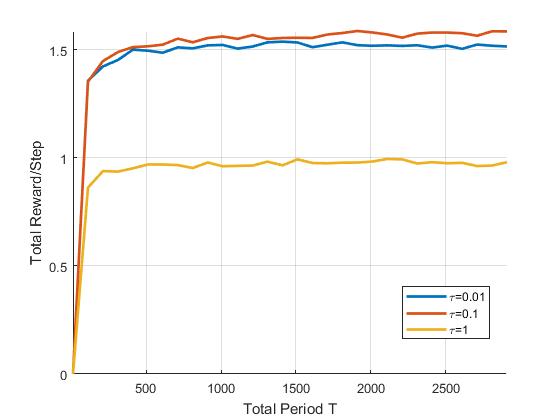 1.5
1
0.5
0
500
1000
1500
2000
2500
Total Reward/Step
Total Period T
τ=0.01
τ=0.1
τ=1